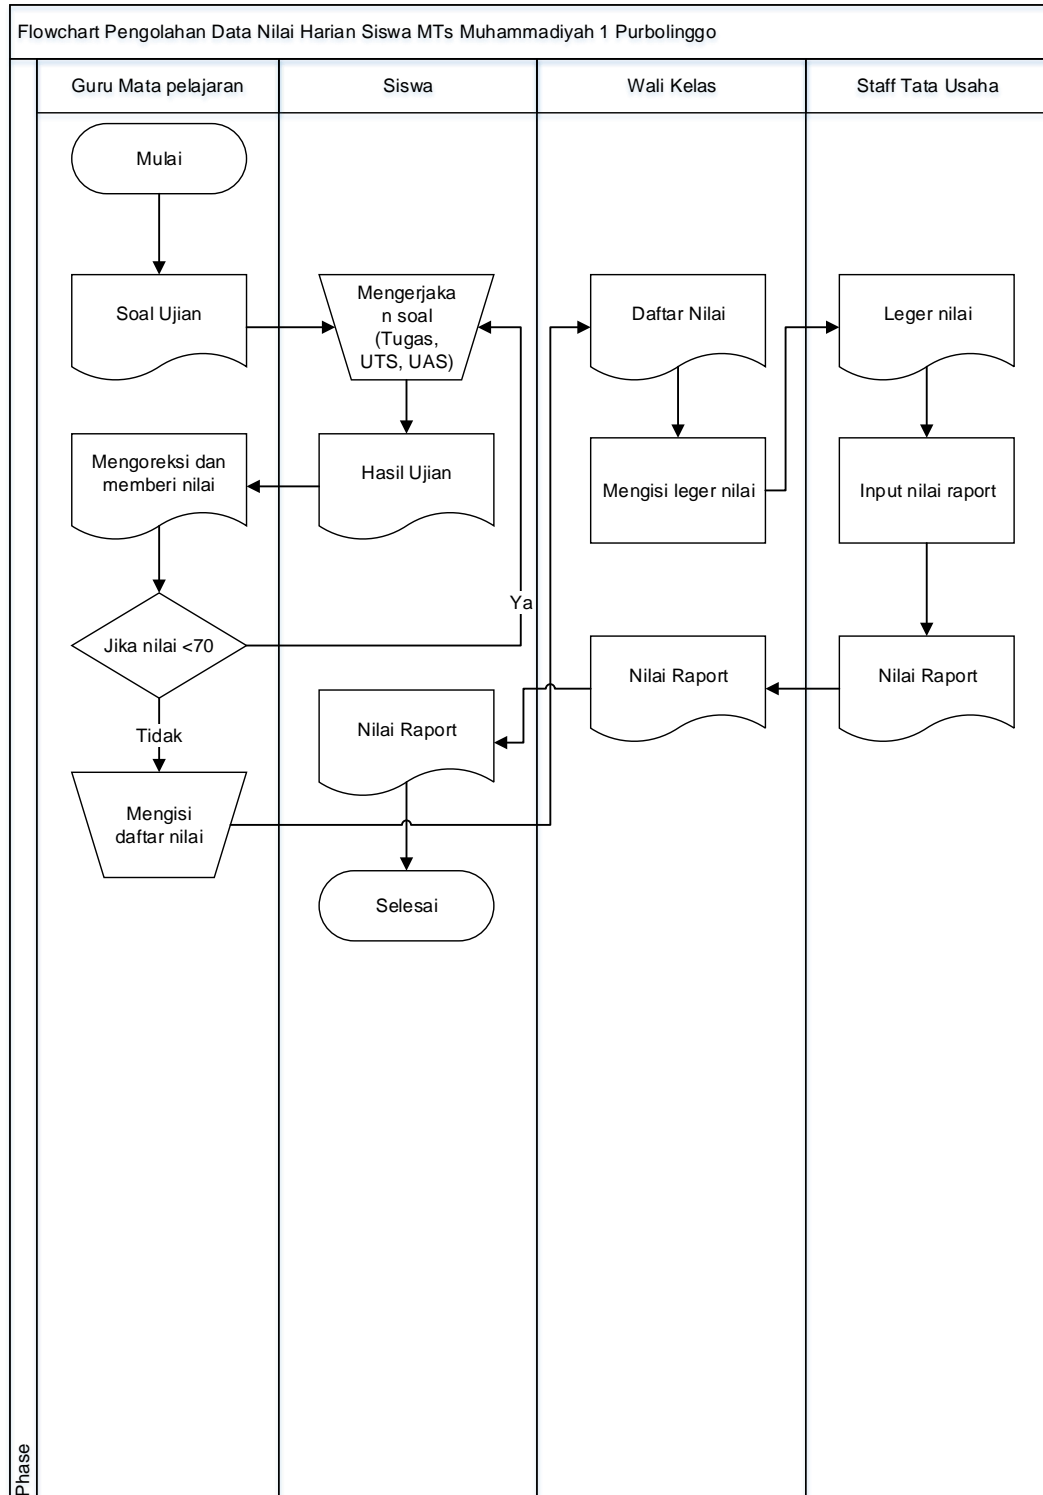 Flowchart Pengolahan Data Nilai Harian Siswa MTs Muhammadiyah 1 Purbolinggo
Guru Mata pelajaran
Siswa
Wali Kelas
Staff Tata Usaha
Mulai
Soal Ujian
Mengerjaka
n soal
(Tugas,
UTS, UAS)
Daftar Nilai
Leger nilai
Mengoreksi dan
memberi nilai
Hasil Ujian
Mengisi leger nilai
Input nilai raport
Ya
Jika nilai <70
Nilai Raport
Nilai Raport
Nilai Raport
Tidak
Mengisi
daftar nilai
Selesai
Phase